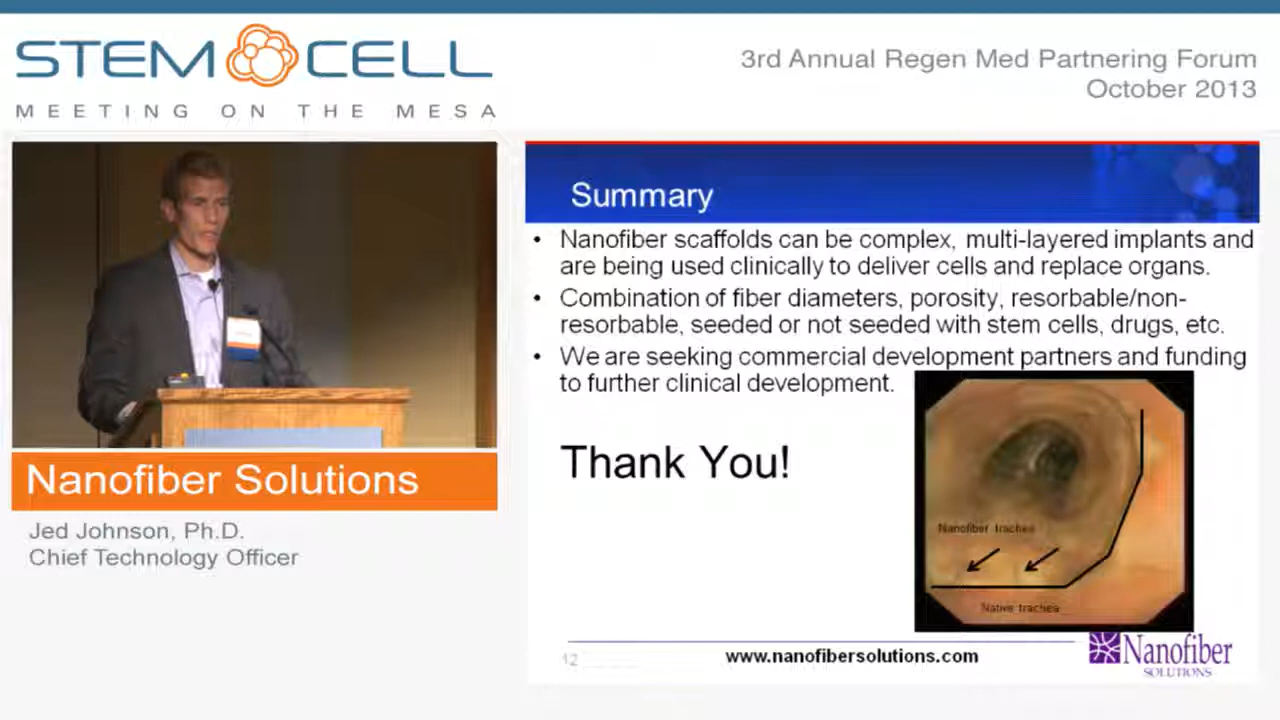 STEM CELL
MEETING ON THE MESA
3rd Annual Regen Med Partnering Forum
October 2013
Nanofiber Solutions
Jed Johnson, Ph.D.
Chief Technology Officer
Summary
• Nanofiber scaffolds can be complex, multi-layered implants and
are being used clinically to deliver cells and replace organs.
• Combination of fiber diameters, porosity, resorbable/non-
resorbable, seeded or not seeded with stem cells, drugs, etc.
• We are seeking commercial development partners and funding
to further clinical development.
Thank You!
Nanofiber trachea
Native trachea
12
www.nanofibersolutions.com
Nanofiber
SOLUTIONS